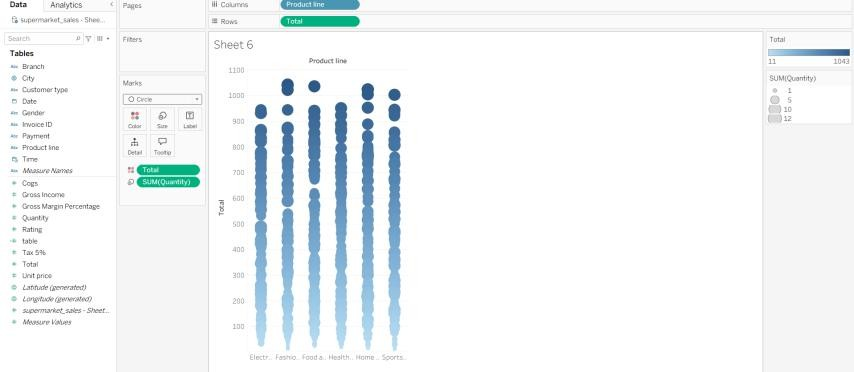 Data
Analytics
supermarket_sales - Shee...
Search
Tables
Branch
City
Customer type
Date
Gender
Invoice ID
Payment
Product line
Time
Measure Names
Cogs
Gross Income
Gross Margin Percentage
Quantity
Rating
table
Tax 5%
Total
Unit price
Latitude (generated)
Longitude (generated)
supermarket_sales - Sheet...
Measure Values
Pages
Filters
Marks
Circle
Color
Size
Label
Detail
Tooltip
Total
SUM(Quantity)
Columns
Product line
Rows
Total
Sheet 6
Product line
Total
1100
1000
900
800
700
600
500
400
300
200
100
Electr..
Fashio..
Food a..
Health..
Home ..
Sports..
Total
11
1043
SUM(Quantity)
1
5
10
12